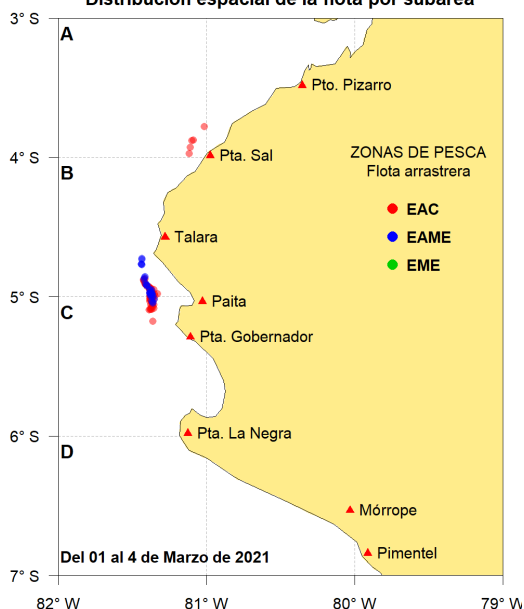 Distribución espacial de la flota por subárea
3° S
A
Pto. Pizarro
4° S
Pta. Sal
ZONAS DE PESCA
B
Flota arrastrera
EAC
Talara
EAME
EME
5° S
Paita
C
Pta. Gobernador
6° S
Pta. La Negra
D
Mórrope
Del 01 al 4 de Marzo de 2021
Pimentel
7° S
82° W
81° W
80° W
79° W